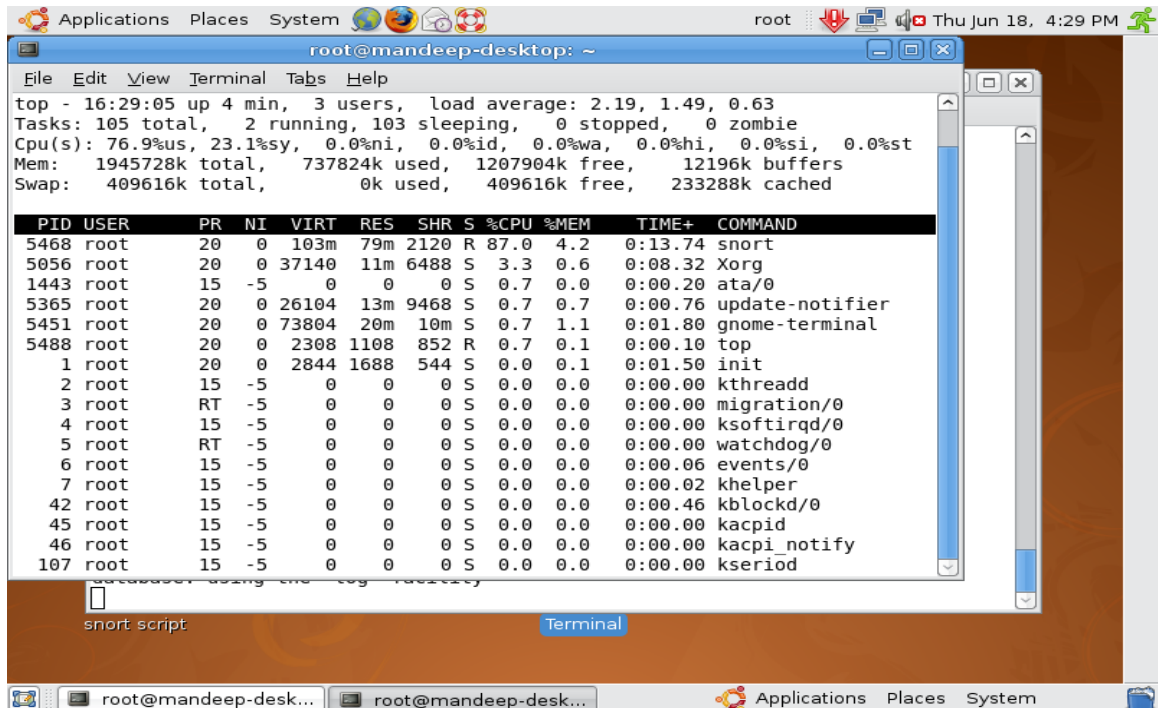 Applications Places System root Thu Jun 18, 4:29 PM
root@mandeep-desktop: ~
File Edit View Terminal Tabs Help
top - 16:29:05 up 4 min, 3 users, load average: 2.19, 1.49, 0.63
Tasks: 105 total, 2 running, 103 sleeping, 0 stopped, 0 zombie
Cpu(s): 76.9%us, 23.1%sy, 0.0%ni, 0.0%id, 0.0%wa, 0.0%hi, 0.0%si, 0.0%st
Mem: 1945728k total, 737824k used, 1207904k free, 12196k buffers
Swap: 409616k total, 0k used, 409616k free, 233288k cached
PID USER PR NI VIRT RES SHR S %CPU %MEM TIME+ COMMAND
5468 root 20 0 103m 79m 2120 R 87.0 4.2 0:13.74 snort
5056 root 20 0 37140 11m 6488 S 3.3 0.6 0:08.32 Xorg
1443 root 15 -5 0 0 0 S 0.7 0.0 0:00.20 ata/0
5365 root 20 0 26104 13m 9468 S 0.7 0.7 0:00.76 update-notifier
5451 root 20 0 73804 20m 10m S 0.7 1.1 0:01.80 gnome-terminal
5488 root 20 0 2308 1108 852 R 0.7 0.1 0:00.10 top
1 root 20 0 2844 1688 544 S 0.0 0.1 0:01.50 init
2 root 15 -5 0 0 0 S 0.0 0.0 0:00.00 kthreadd
3 root RT -5 0 0 0 S 0.0 0.0 0:00.00 migration/0
4 root 15 -5 0 0 0 S 0.0 0.0 0:00.00 ksoftirqd/0
5 root RT -5 0 0 0 S 0.0 0.0 0:00.00 watchdog/0
6 root 15 -5 0 0 0 S 0.0 0.0 0:00.06 events/0
7 root 15 -5 0 0 0 S 0.0 0.0 0:00.02 khelper
42 root 15 -5 0 0 0 S 0.0 0.0 0:00.46 kblockd/0
45 root 15 -5 0 0 0 S 0.0 0.0 0:00.00 kacpid
46 root 15 -5 0 0 0 S 0.0 0.0 0:00.00 kacpi_notify
107 root 15 -5 0 0 0 S 0.0 0.0 0:00.00 kseriod
snort script Terminal
root@mandeep-desk... root@mandeep-desk... Applications Places System